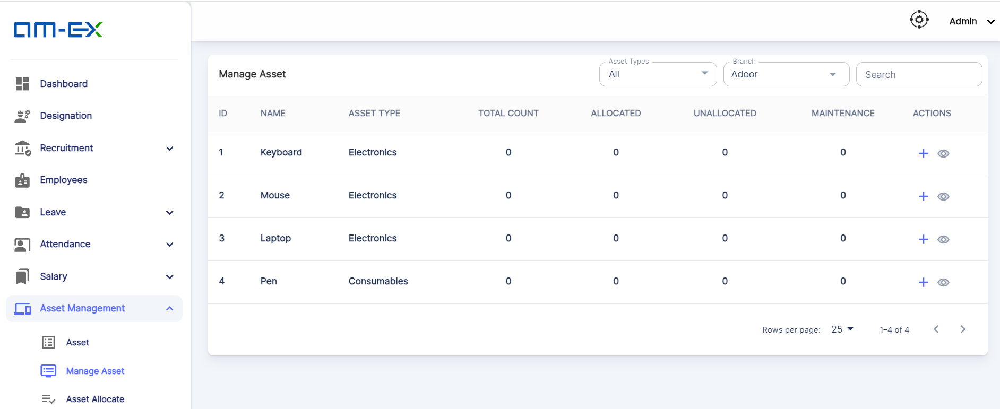 am-ex
Admin
Dashboard
Designation
Recruitment
Employees
Leave
Attendance
Salary
Asset Management
Asset
Manage Asset
Asset Allocate
Manage Asset
Asset Types
All
Branch
Adoor
Search
ID NAME ASSET TYPE TOTAL COUNT ALLOCATED UNALLOCATED MAINTENANCE ACTIONS
1 Keyboard Electronics 0 0 0 0
2 Mouse Electronics 0 0 0 0
3 Laptop Electronics 0 0 0 0
4 Pen Consumables 0 0 0 0
Rows per page: 25 1–4 of 4